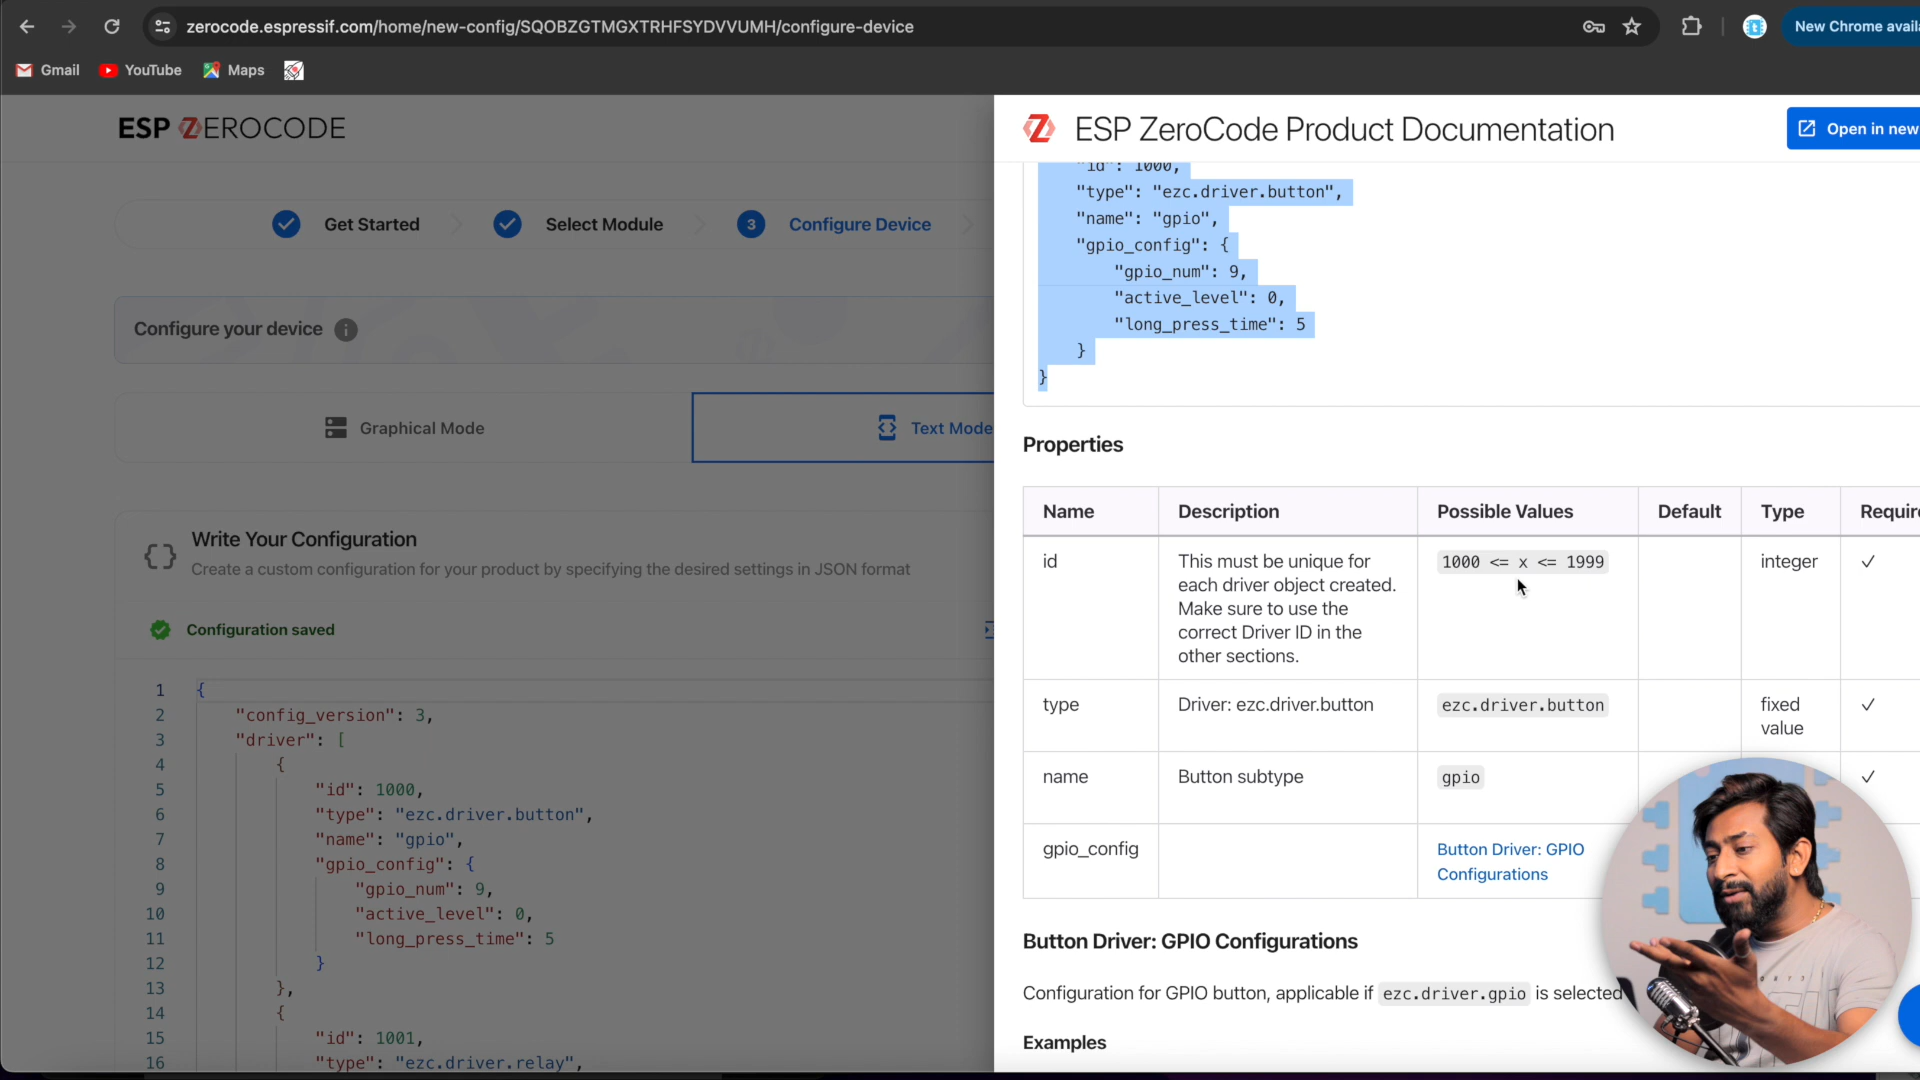 zerocode.espressif.com/home/new-config/SQOBZGTMGXTRHFSYDVVUMH/configure-device
New Chrome availa
Gmail
YouTube
Maps
ESP ZEROCODE
Get Started
Select Module
3
Configure Device
Configure your device
Graphical Mode
Text Mode
Write Your Configuration
Create a custom configuration for your product by specifying the desired settings in JSON format
Configuration saved
1 {
2 "config_version": 3,
3 "driver": [
4 {
5 "id": 1000,
6 "type": "ezc.driver.button",
7 "name": "gpio",
8 "gpio_config": {
9 "gpio_num": 9,
10 "active_level": 0,
11 "long_press_time": 5
12 }
13 },
14 {
15 "id": 1001,
16 "type": "ezc.driver.relay",
ESP ZeroCode Product Documentation
Open in new
"id": 1000,
"type": "ezc.driver.button",
"name": "gpio",
"gpio_config": {
"gpio_num": 9,
"active_level": 0,
"long_press_time": 5
}
}
Properties
Name Description Possible Values Default Type Require
id This must be unique for 1000 <= x <= 1999 integer ✓
each driver object created.
Make sure to use the
correct Driver ID in the
other sections.
type Driver: ezc.driver.button ezc.driver.button fixed ✓
value
name Button subtype gpio ✓
gpio_config Button Driver: GPIO
Configurations
Button Driver: GPIO Configurations
Configuration for GPIO button, applicable if ezc.driver.gpio is selected
Examples